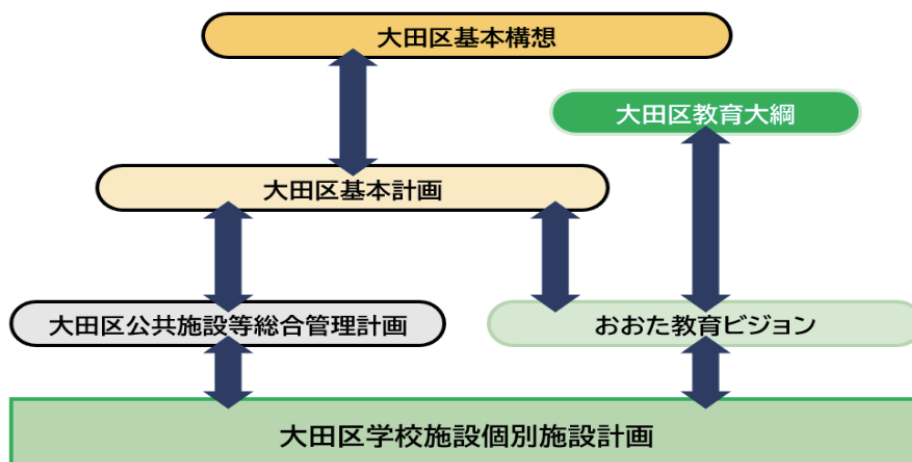 大田区基本構想
大田区教育大綱
大田区基本計画
大田区公共施設等総合管理計画
おおた教育ビジョン
大田区学校施設個別施設計画